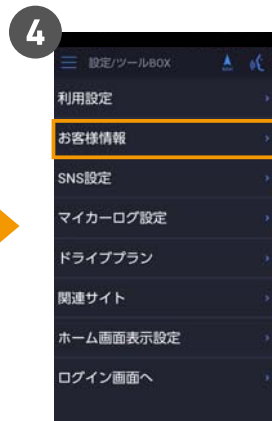 4
設定/ツールBOX
利用設定
お客様情報
SNS設定
マイカーログ設定
ドライブプラン
関連サイト
ホーム画面表示設定
ログイン画面へ